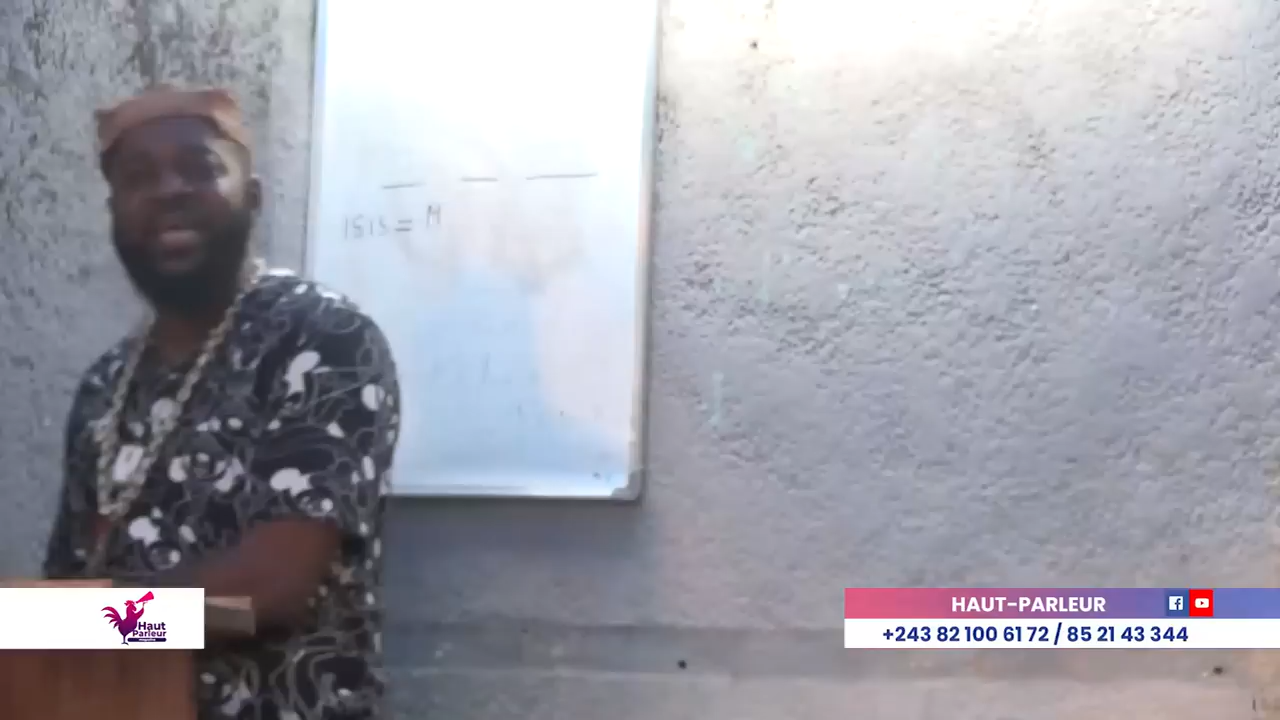 ISIS = M
Haut
Parleur
HAUT-PARLEUR
+243 82 100 61 72 / 85 21 43 344